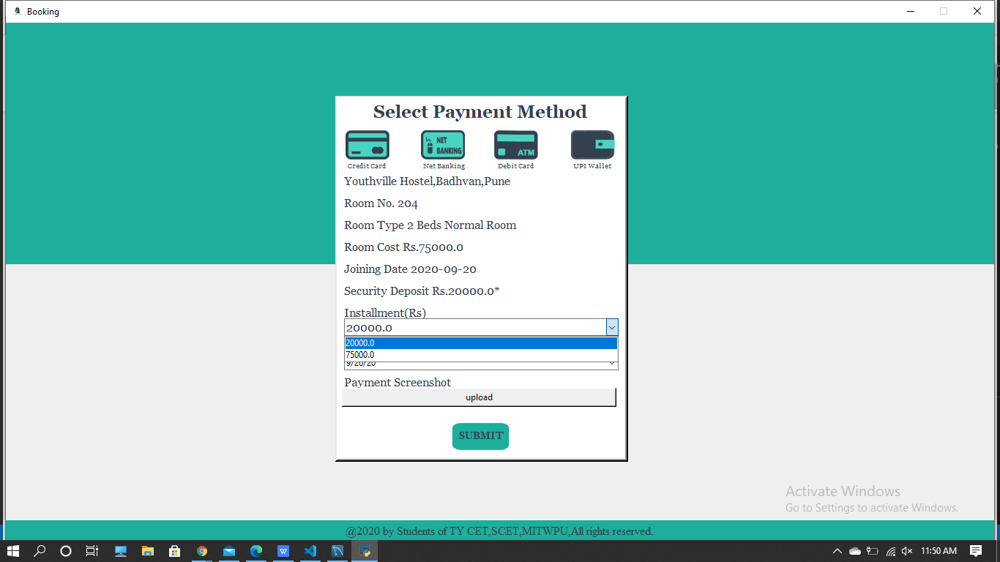 Booking
Select Payment Method
NET BANKING
ATM
Credit Card Net Banking Debit Card UPI Wallet
Youthville Hostel,Badhvan,Pune
Room No. 204
Room Type 2 Beds Normal Room
Room Cost Rs.75000.0
Joining Date 2020-09-20
Security Deposit Rs.20000.0*
Installment(Rs)
20000.0
20000.0
75000.0
9/20/20
Payment Screenshot
upload
SUBMIT
Activate Windows
Go to Settings to activate Windows.
@2020 by Students of TY CET,SCET,MITWPU,All rights reserved.
11:50 AM